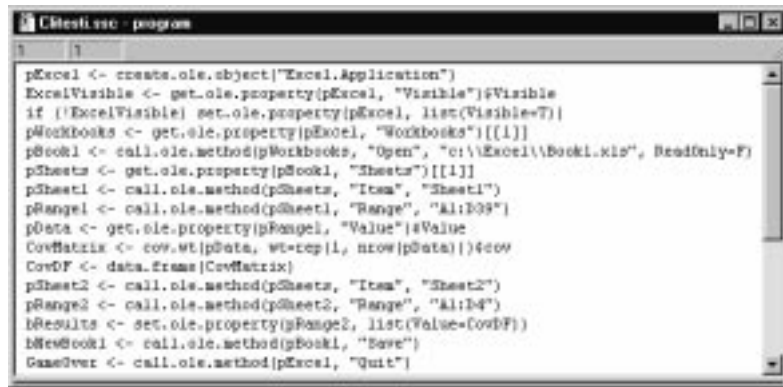 Clitest1.ssc - program
1 1
pExcel <- create.ole.object("Excel.Application")
ExcelVisible <- get.ole.property(pExcel, "Visible")$Visible
if (!ExcelVisible) set.ole.property(pExcel, list(Visible=T))
pWorkbooks <- get.ole.property(pExcel, "Workbooks")[[1]]
pBook1 <- call.ole.method(pWorkbooks, "Open", "c:\\Excel\\Book1.xls", ReadOnly=F)
pSheets <- get.ole.property(pBook1, "Sheets")[[1]]
pSheet1 <- call.ole.method(pSheets, "Item", "Sheet1")
pRange1 <- call.ole.method(pSheet1, "Range", "A1:D39")
pData <- get.ole.property(pRange1, "Value")$Value
CovMatrix <- cov.wt(pData, wt=rep(1, nrow(pData)))$cov
CovDF <- data.frame(CovMatrix)
pSheet2 <- call.ole.method(pSheets, "Item", "Sheet2")
pRange2 <- call.ole.method(pSheet2, "Range", "A1:D4")
bResults <- set.ole.property(pRange2, list(Value=CovDF))
bNewBook1 <- call.ole.method(pBook1, "Save")
GameOver <- call.ole.method(pExcel, "Quit")